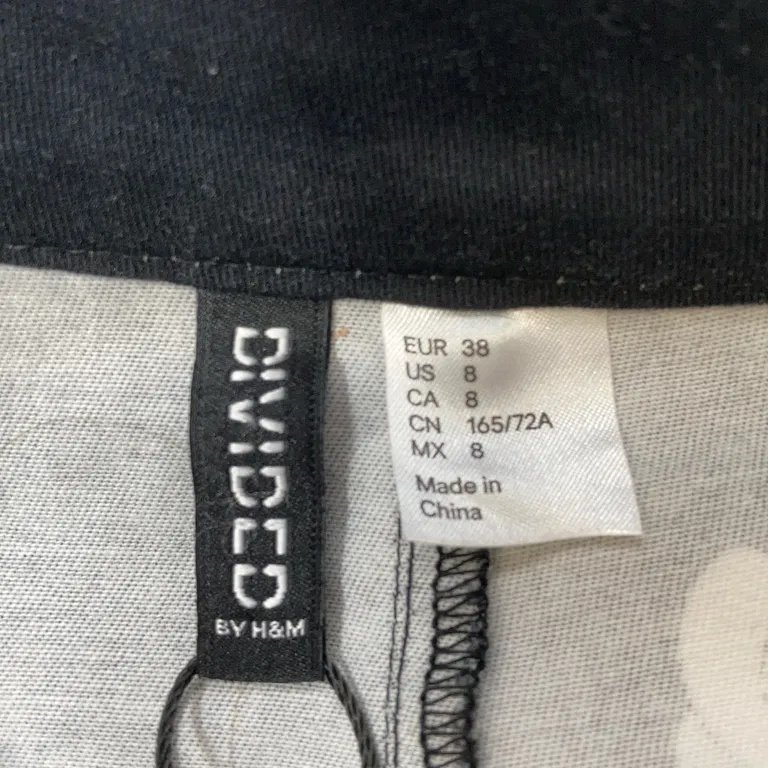 DIVIDED
BY H&M
EUR 38
US 8
CA 8
CN 165/72A
MX 8
Made in
China